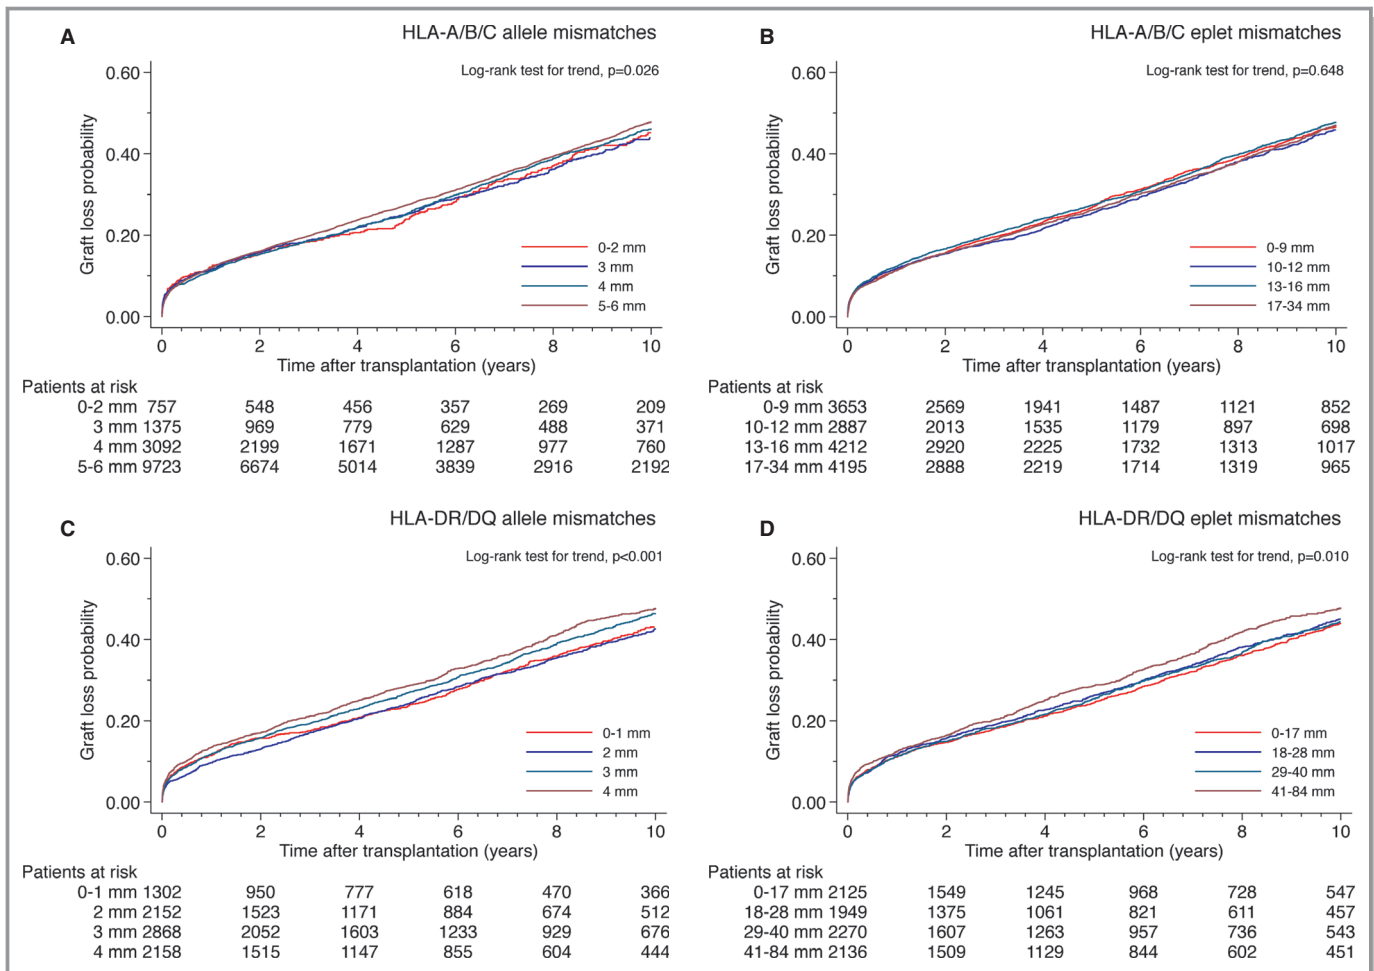 A
HLA-A/B/C allele mismatches
Log-rank test for trend, p=0.026
Graft loss probability
0.60
0.40
0.20
0.00
0-2 mm
3 mm
4 mm
5-6 mm
0 2 4 6 8 10
Time after transplantation (years)
Patients at risk
0-2 mm 757 548 456 357 269 209
3 mm 1375 969 779 629 488 371
4 mm 3092 2199 1671 1287 977 760
5-6 mm 9723 6674 5014 3839 2916 2192
B
HLA-A/B/C eplet mismatches
Log-rank test for trend, p=0.648
Graft loss probability
0.60
0.40
0.20
0.00
0-9 mm
10-12 mm
13-16 mm
17-34 mm
0 2 4 6 8 10
Time after transplantation (years)
Patients at risk
0-9 mm 3653 2569 1941 1487 1121 852
10-12 mm 2887 2013 1535 1179 897 698
13-16 mm 4212 2920 2225 1732 1313 1017
17-34 mm 4195 2888 2219 1714 1319 965
C
HLA-DR/DQ allele mismatches
Log-rank test for trend, p<0.001
Graft loss probability
0.60
0.40
0.20
0.00
0-1 mm
2 mm
3 mm
4 mm
0 2 4 6 8 10
Time after transplantation (years)
Patients at risk
0-1 mm 1302 950 777 618 470 366
2 mm 2152 1523 1171 884 674 512
3 mm 2868 2052 1603 1233 929 676
4 mm 2158 1515 1147 855 604 444
D
HLA-DR/DQ eplet mismatches
Log-rank test for trend, p=0.010
Graft loss probability
0.60
0.40
0.20
0.00
0-17 mm
18-28 mm
29-40 mm
41-84 mm
0 2 4 6 8 10
Time after transplantation (years)
Patients at risk
0-17 mm 2125 1549 1245 968 728 547
18-28 mm 1949 1375 1061 821 611 457
29-40 mm 2270 1607 1263 957 736 543
41-84 mm 2136 1509 1129 844 602 451